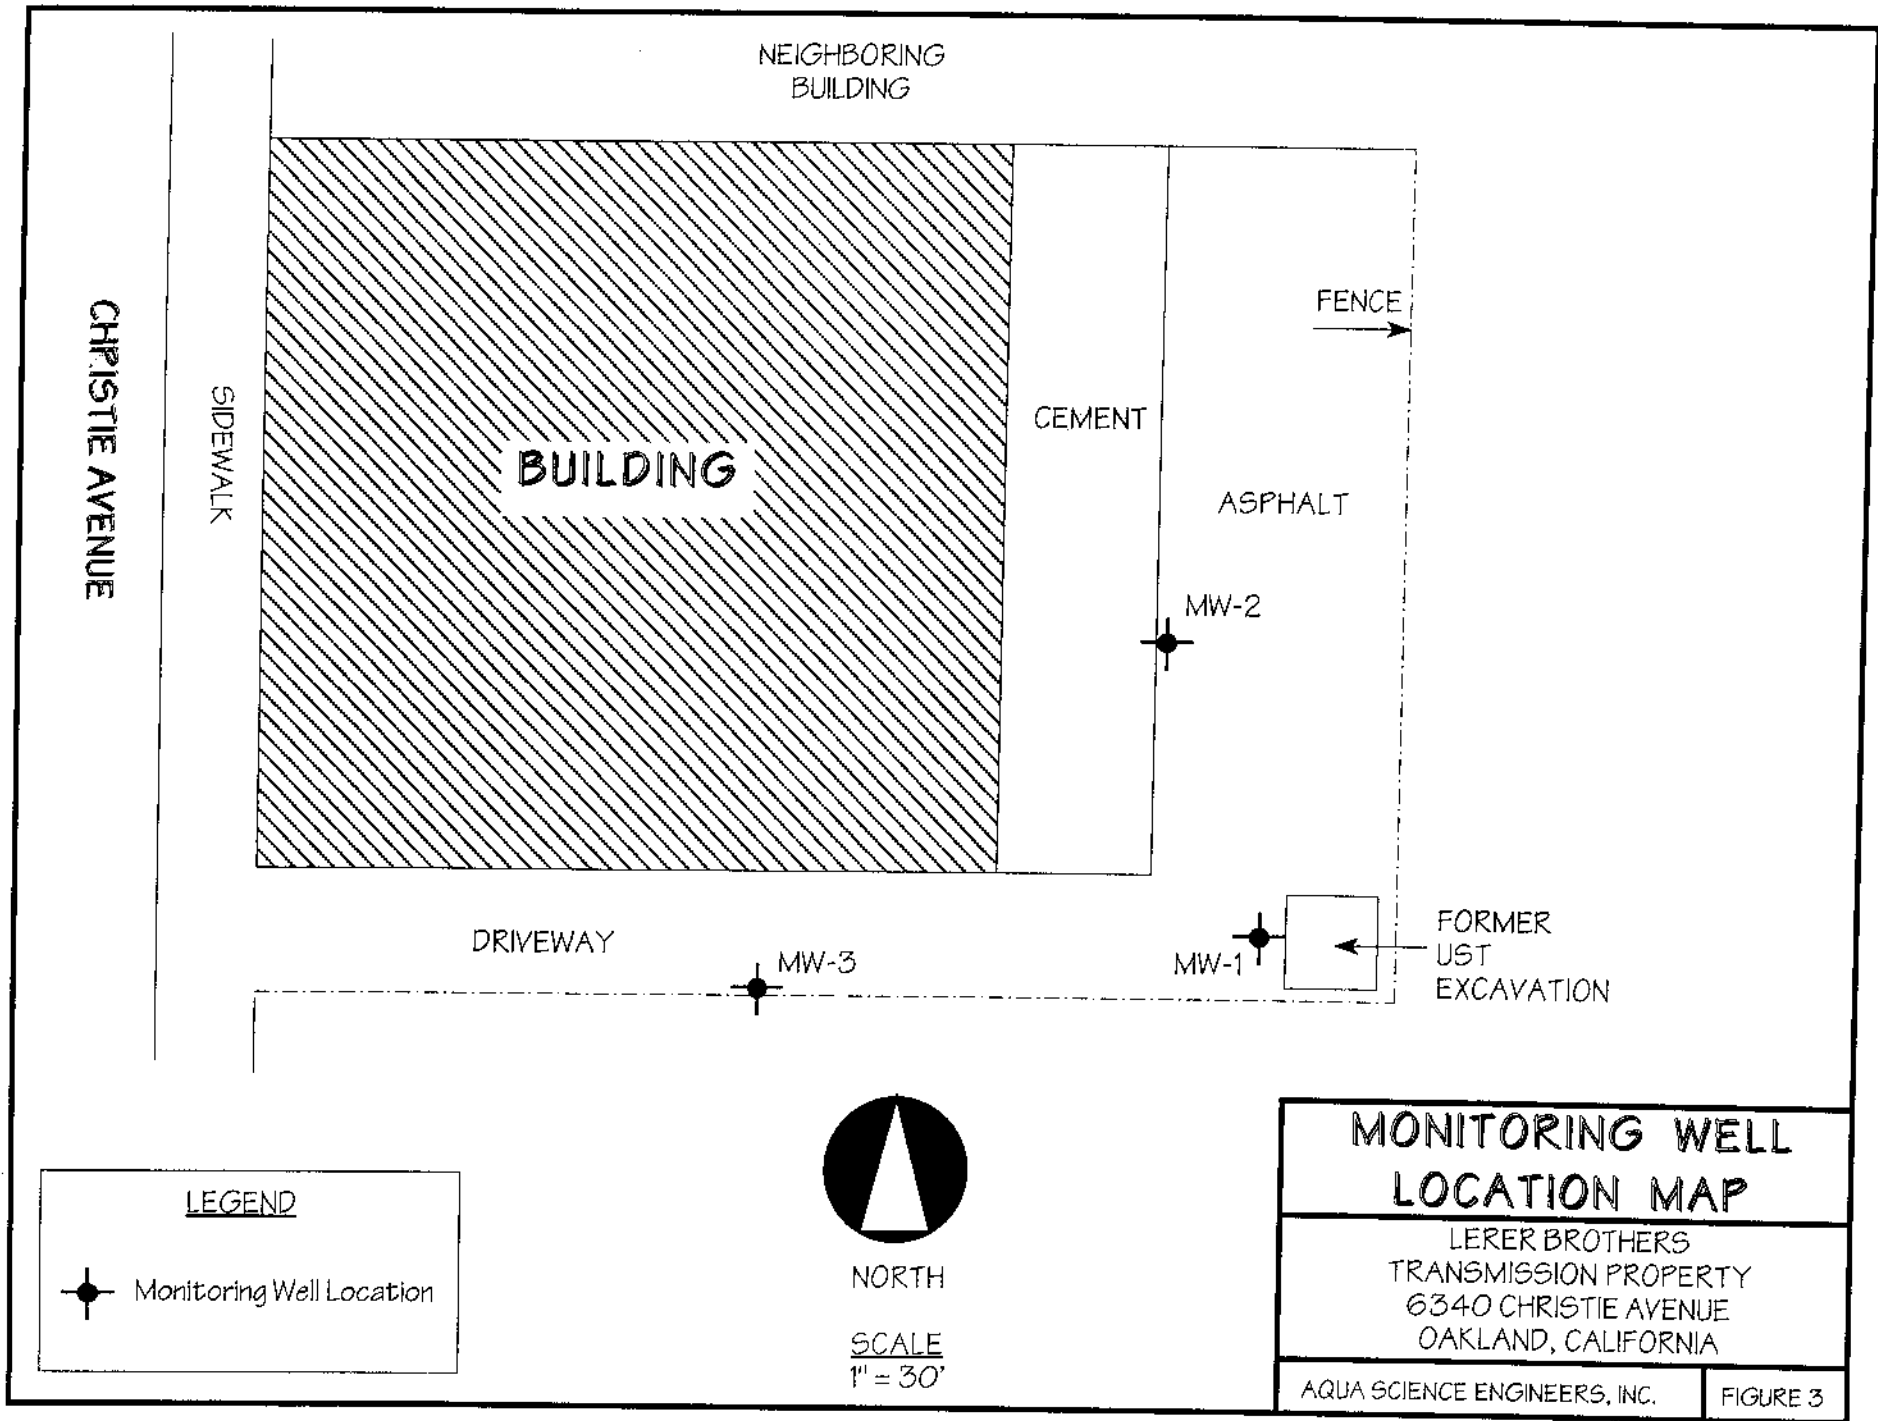 NEIGHBORING
BUILDING
CHRISTIE AVENUE
SIDEWALK
BUILDING
FENCE
CEMENT
ASPHALT
MW-2
DRIVEWAY
MW-3
MW-1
FORMER
UST
EXCAVATION
LEGEND
Monitoring Well Location
NORTH
SCALE
1" = 30'
MONITORING WELL
LOCATION MAP
LERER BROTHERS
TRANSMISSION PROPERTY
6340 CHRISTIE AVENUE
OAKLAND, CALIFORNIA
AQUA SCIENCE ENGINEERS, INC.
FIGURE 3